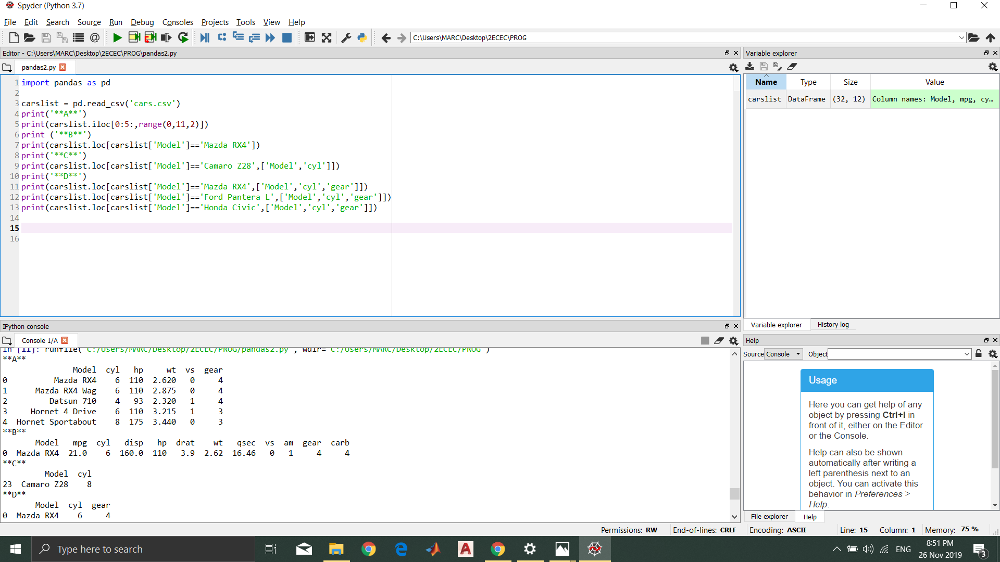 Spyder (Python 3.7)
File Edit Search Source Run Debug Consoles Projects Tools View Help
C:\Users\MARC\Desktop\2ECEC\PROG
Editor - C:\Users\MARC\Desktop\2ECEC\PROG\pandas2.py
pandas2.py
1 import pandas as pd
2
3 carslist = pd.read_csv('cars.csv')
4 print('**A**')
5 print(carslist.iloc[0:5:,range(0,11,2)])
6 print ('**B**')
7 print(carslist.loc[carslist['Model']=='Mazda RX4'])
8 print('**C**')
9 print(carslist.loc[carslist['Model']=='Camaro Z28',['Model','cyl']])
10 print('**D**')
11 print(carslist.loc[carslist['Model']=='Mazda RX4',['Model','cyl','gear']])
12 print(carslist.loc[carslist['Model']=='Ford Pantera L',['Model','cyl','gear']])
13 print(carslist.loc[carslist['Model']=='Honda Civic',['Model','cyl','gear']])
14
15
16
Variable explorer
Name Type Size Value
carslist DataFrame (32, 12) Column names: Model, mpg, cy…
Variable explorer History log
IPython console
Console 1/A
In [11]: runfile('C:/Users/MARC/Desktop/2ECEC/PROG/pandas2.py', wdir='C:/Users/MARC/Desktop/2ECEC/PROG')
**A**
Model cyl hp wt vs gear
0 Mazda RX4 6 110 2.620 0 4
1 Mazda RX4 Wag 6 110 2.875 0 4
2 Datsun 710 4 93 2.320 1 4
3 Hornet 4 Drive 6 110 3.215 1 3
4 Hornet Sportabout 8 175 3.440 0 3
**B**
Model mpg cyl disp hp drat wt qsec vs am gear carb
0 Mazda RX4 21.0 6 160.0 110 3.9 2.62 16.46 0 1 4 4
**C**
Model cyl
23 Camaro Z28 8
**D**
Model cyl gear
0 Mazda RX4 6 4
Help
Source Console Object
Usage
Here you can get help of any
object by pressing Ctrl+I in
front of it, either on the Editor
or the Console.
Help can also be shown
automatically after writing a
left parenthesis next to an
object. You can activate this
behavior in Preferences >
Help.
File explorer Help
Permissions: RW End-of-lines: CRLF Encoding: ASCII Line: 15 Column: 1 Memory: 75 %
Type here to search
ENG
8:51 PM
26 Nov 2019
3